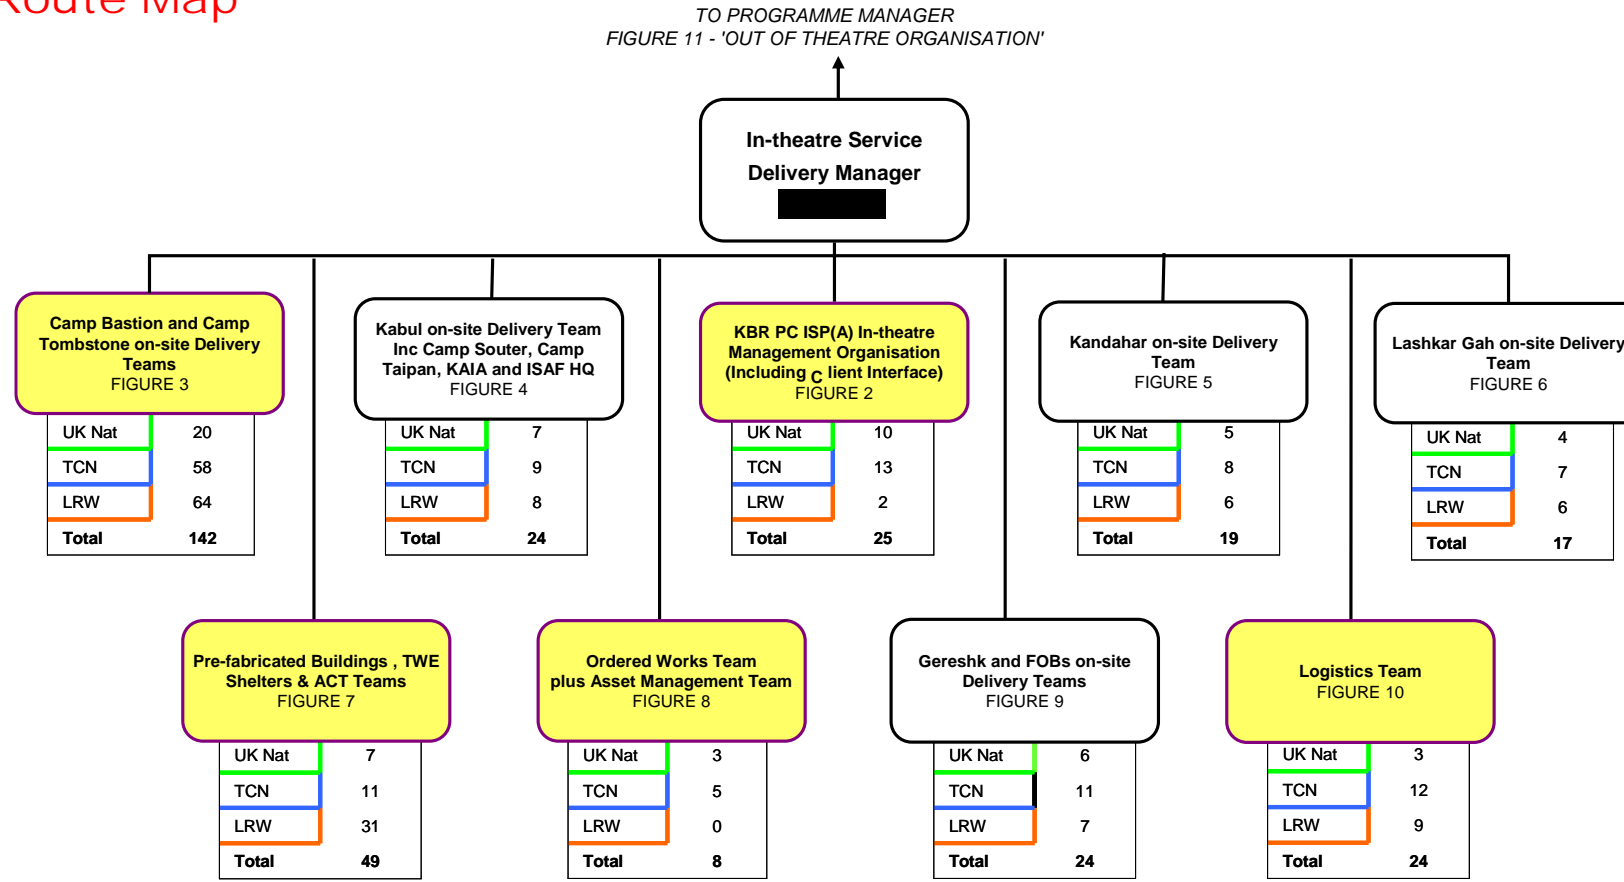 Route Map
TO PROGRAMME MANAGER
FIGURE 11 - 'OUT OF THEATRE ORGANISATION'
In-theatre Service
Delivery Manager
Camp Bastion and Camp
Tombstone on-site Delivery
Teams
FIGURE 3
UK Nat 20
TCN 58
LRW 64
Total 142
Kabul on-site Delivery Team
Inc Camp Souter, Camp
Taipan, KAIA and ISAF HQ
FIGURE 4
UK Nat 7
TCN 9
LRW 8
Total 24
KBR PC ISP(A) In-theatre
Management Organisation
(Including C lient Interface)
FIGURE 2
UK Nat 10
TCN 13
LRW 2
Total 25
Kandahar on-site Delivery
Team
FIGURE 5
UK Nat 5
TCN 8
LRW 6
Total 19
Lashkar Gah on-site Delivery
Team
FIGURE 6
UK Nat 4
TCN 7
LRW 6
Total 17
Pre-fabricated Buildings , TWE
Shelters & ACT Teams
FIGURE 7
UK Nat 7
TCN 11
LRW 31
Total 49
Ordered Works Team
plus Asset Management Team
FIGURE 8
UK Nat 3
TCN 5
LRW 0
Total 8
Gereshk and FOBs on-site
Delivery Teams
FIGURE 9
UK Nat 6
TCN 11
LRW 7
Total 24
Logistics Team
FIGURE 10
UK Nat 3
TCN 12
LRW 9
Total 24